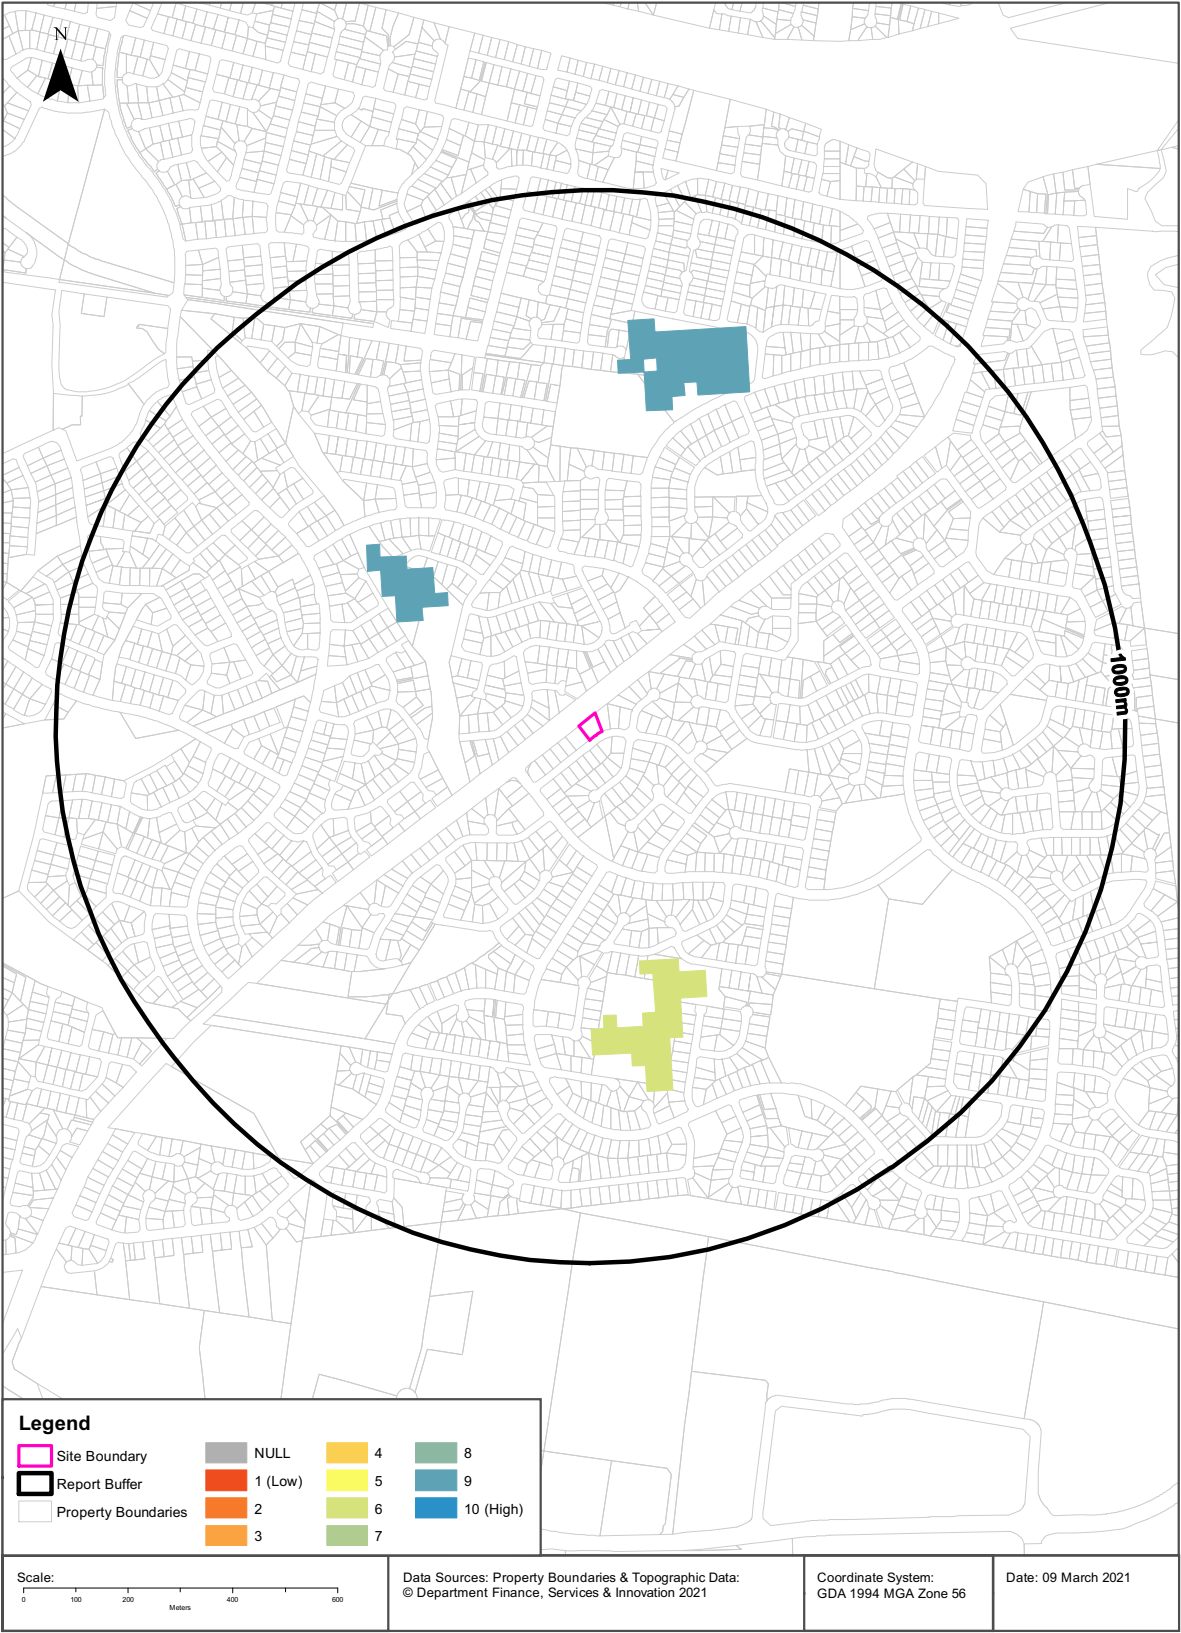 N
1000m
Legend
Site Boundary
Report Buffer
Property Boundaries
NULL
1 (Low)
2
3
4
5
6
7
8
9
10 (High)
Scale:
0 100 200 400 600
Meters
Data Sources: Property Boundaries & Topographic Data:
© Department Finance, Services & Innovation 2021
Coordinate System:
GDA 1994 MGA Zone 56
Date: 09 March 2021